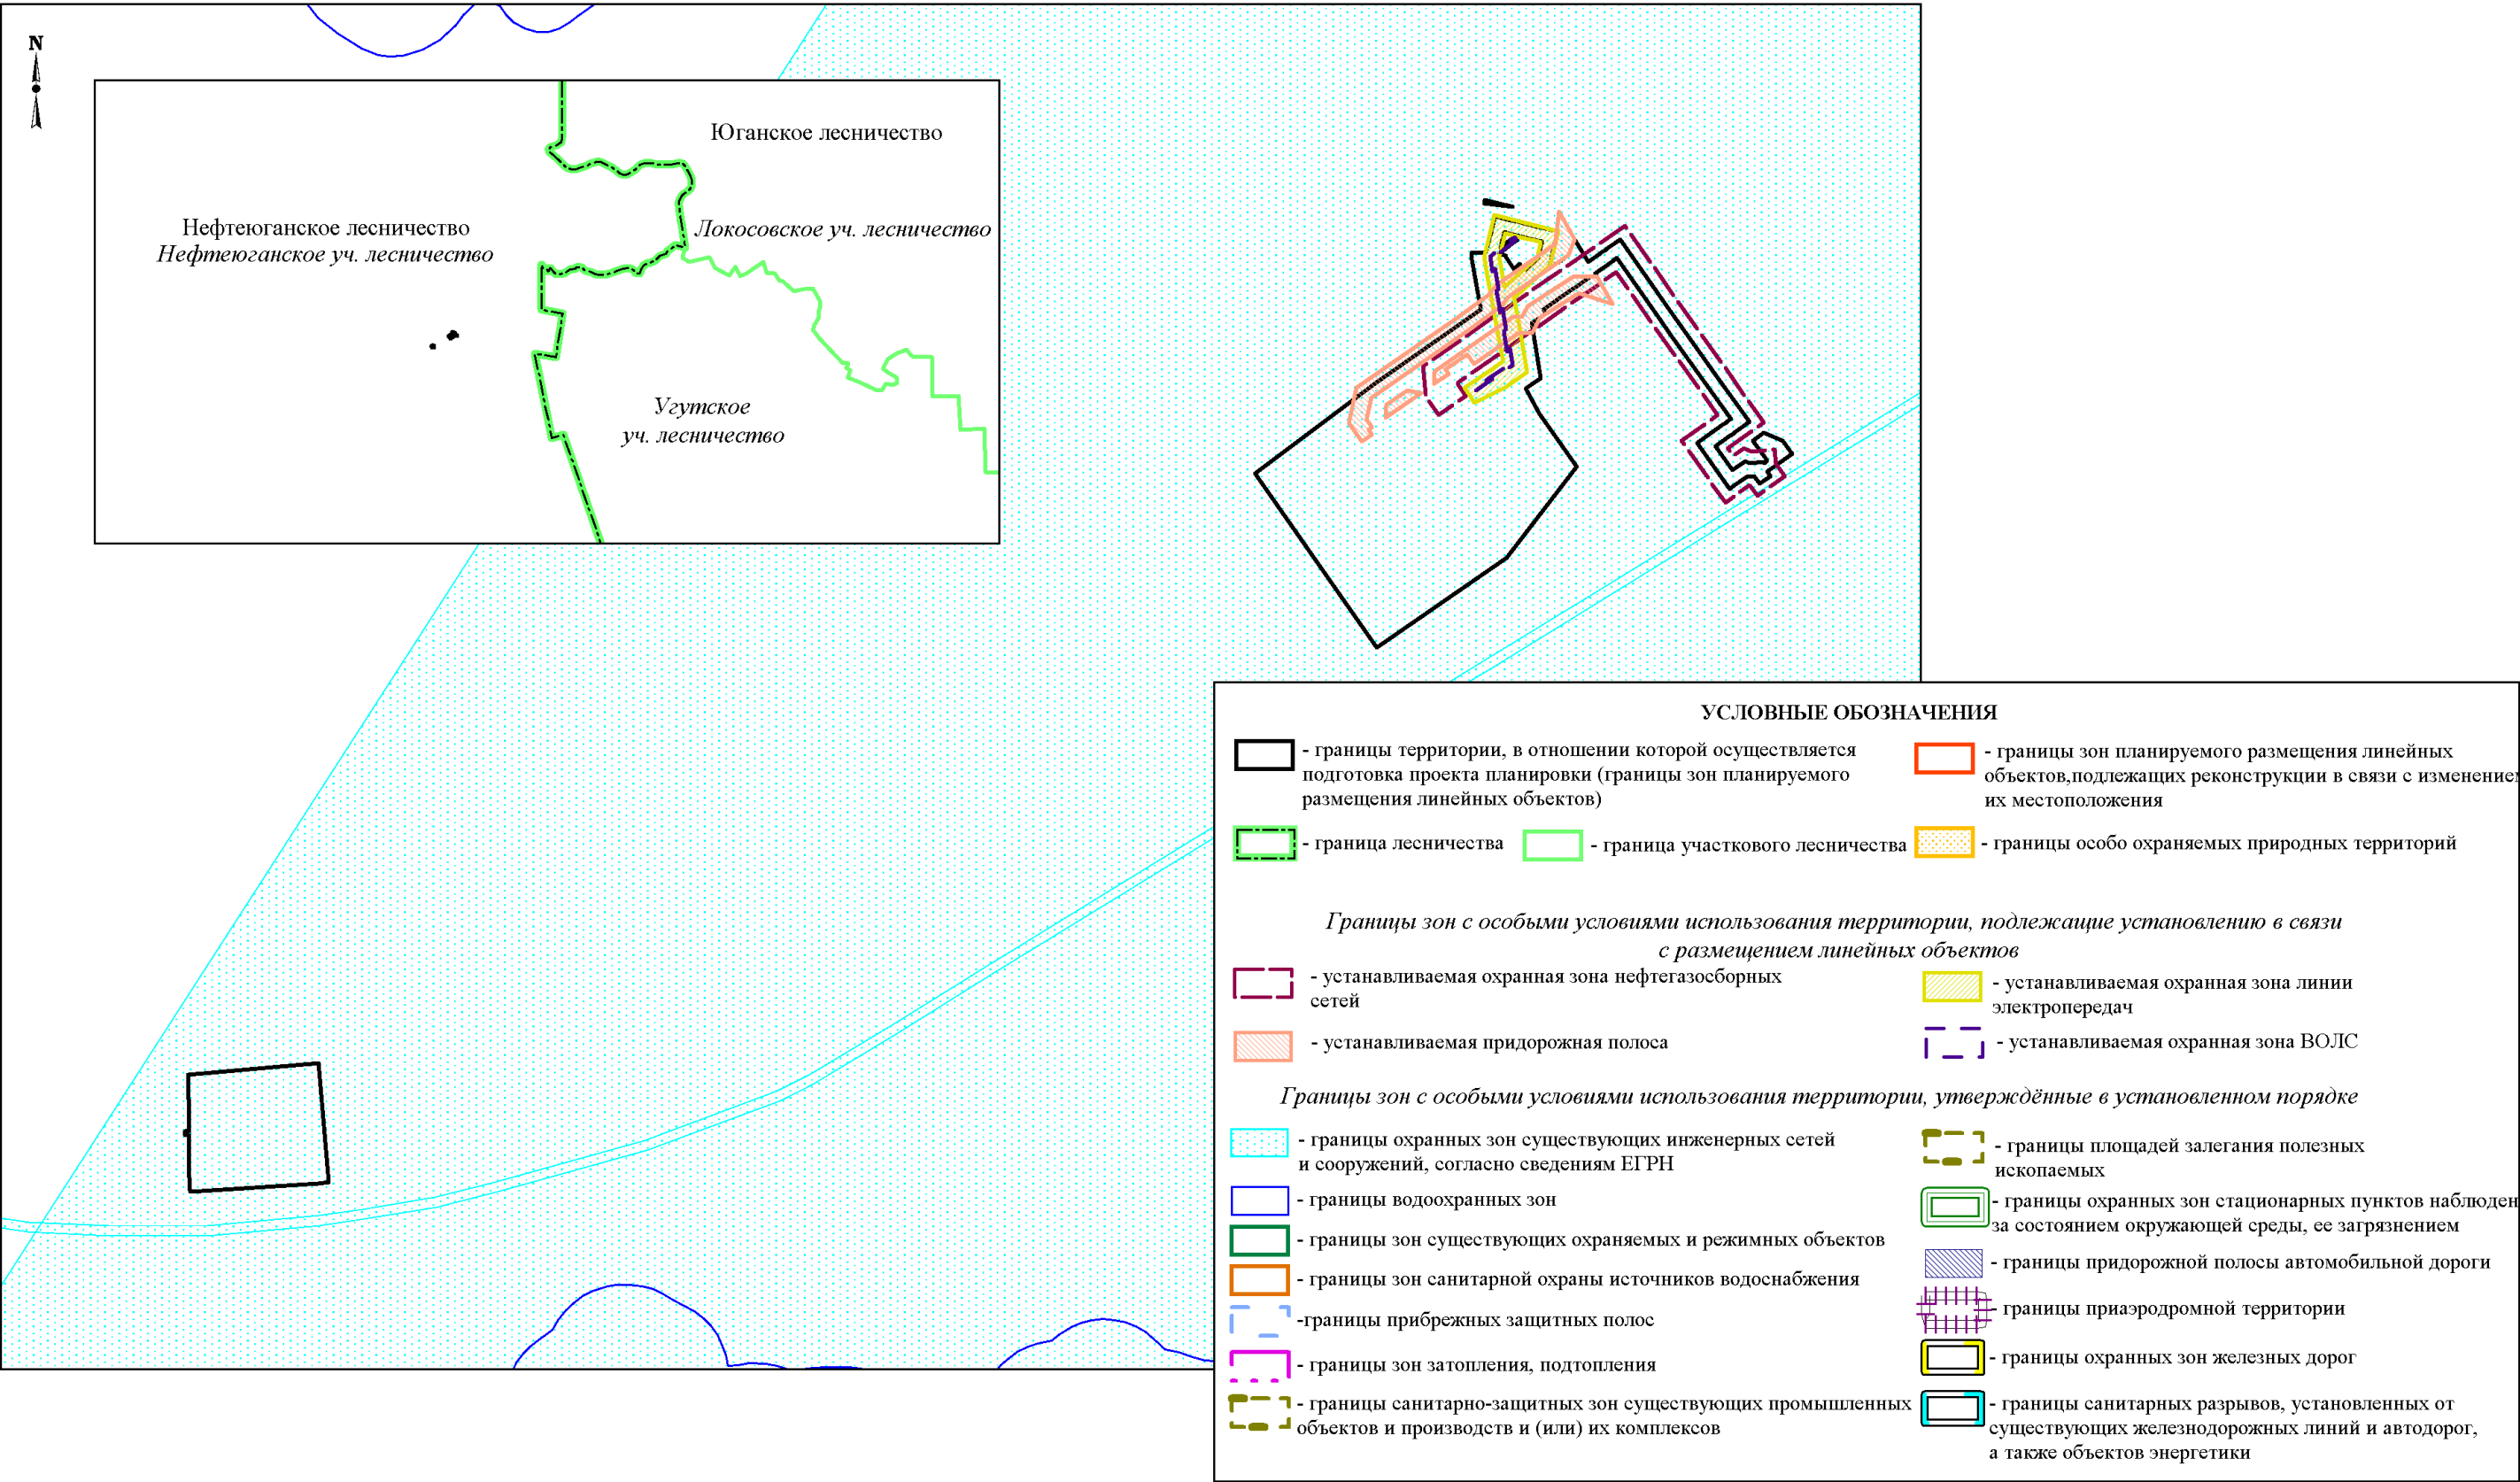 N
Юганское лесничество
Нефтеюганское лесничество
Нефтеюганское уч. лесничество
Локосовское уч. лесничество
Угутское
уч. лесничество
УСЛОВНЫЕ ОБОЗНАЧЕНИЯ
- границы территории, в отношении которой осуществляется
подготовка проекта планировки (границы зон планируемого
размещения линейных объектов)
- границы зон планируемого размещения линейных
объектов,подлежащих реконструкции в связи с изменением
их местоположения
- граница лесничества
- граница участкового лесничества
- границы особо охраняемых природных территорий
Границы зон с особыми условиями использования территории, подлежащие установлению в связи
с размещением линейных объектов
- устанавливаемая охранная зона нефтегазосборных
сетей
- устанавливаемая охранная зона линии
электропередач
- устанавливаемая придорожная полоса
- устанавливаемая охранная зона ВОЛС
Границы зон с особыми условиями использования территории, утверждённые в установленном порядке
- границы охранных зон существующих инженерных сетей
и сооружений, согласно сведениям ЕГРН
- границы водоохранных зон
- границы зон существующих охраняемых и режимных объектов
- границы зон санитарной охраны источников водоснабжения
-границы прибрежных защитных полос
- границы зон затопления, подтопления
- границы санитарно-защитных зон существующих промышленных
объектов и производств и (или) их комплексов
- границы площадей залегания полезных
ископаемых
- границы охранных зон стационарных пунктов наблюден
за состоянием окружающей среды, ее загрязнением
- границы придорожной полосы автомобильной дороги
- границы приаэродромной территории
- границы охранных зон железных дорог
- границы санитарных разрывов, установленных от
существующих железнодорожных линий и автодорог,
а также объектов энергетики